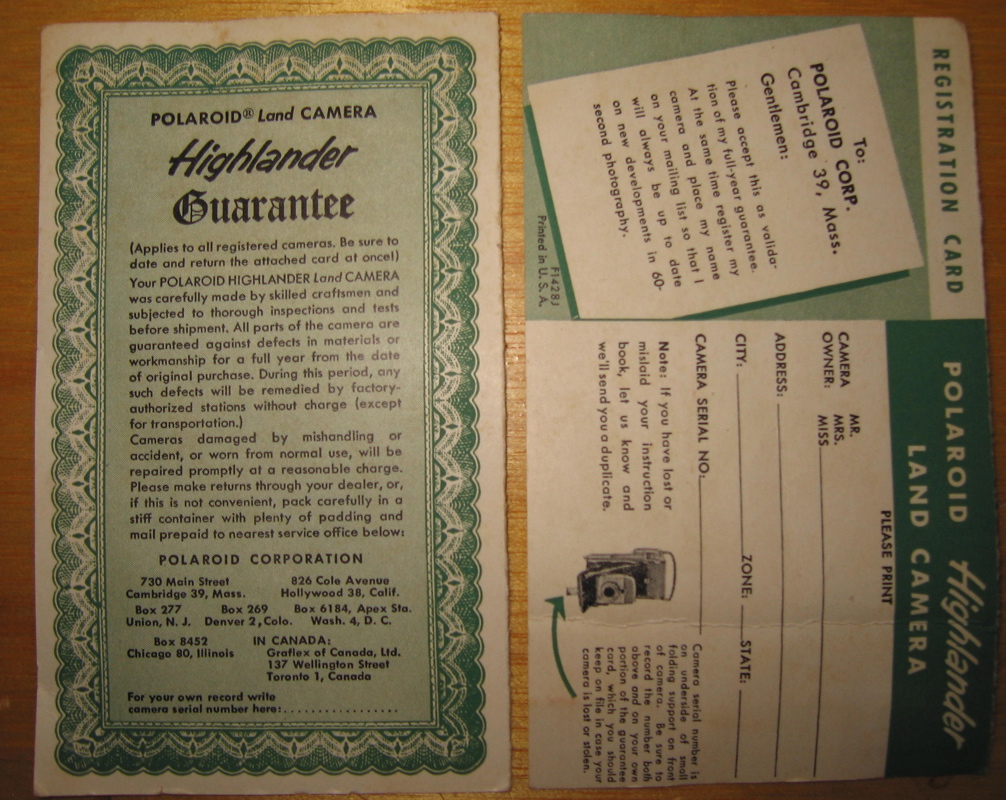 POLAROID® Land CAMERA
Highlander
Guarantee
(Applies to all registered cameras. Be sure to
date and return the attached card at once!)
Your POLAROID HIGHLANDER Land CAMERA
was carefully made by skilled craftsmen and
subjected to thorough inspections and tests
before shipment. All parts of the camera are
guaranteed against defects in materials or
workmanship for a full year from the date
of original purchase. During this period, any
such defects will be remedied by factory-
authorized stations without charge (except
for transportation.)
Cameras damaged by mishandling or
accident, or worn from normal use, will be
repaired promptly at a reasonable charge.
Please make returns through your dealer, or,
if this is not convenient, pack carefully in a
stiff container with plenty of padding and
mail prepaid to nearest service office below:
POLAROID CORPORATION
730 Main Street 826 Cole Avenue
Cambridge 39, Mass. Hollywood 38, Calif.
Box 277 Box 269 Box 6184, Apex Sta.
Union, N. J. Denver 2, Colo. Wash. 4, D. C.
Box 8452 IN CANADA:
Chicago 80, Illinois Graflex of Canada, Ltd.
137 Wellington Street
Toronto 1, Canada
For your own record write
camera serial number here:..................
REGISTRATION CARD
To:
POLAROID CORP.
Cambridge 39, Mass.
Gentlemen:
Please accept this as valida-
tion of my full-year guarantee.
At the same time register my
camera and place my name
on your mailing list so that I
will always be up to date
on new developments in 60-
second photography.
F1428J
Printed in U. S. A.
POLAROID Highlander
LAND CAMERA
PLEASE PRINT
MR.
CAMERA MRS.
OWNER: MISS
ADDRESS:
CITY: ZONE: STATE:
CAMERA SERIAL NO:
Note: If you have lost or
mislaid your instruction
book, let us know and
we'll send you a duplicate.
Camera serial number is
on underside of small
folding support on front
of camera. Be sure to
record the number both
above and on your own
portion of the guarantee
card, which you should
keep on file in case your
camera is lost or stolen.